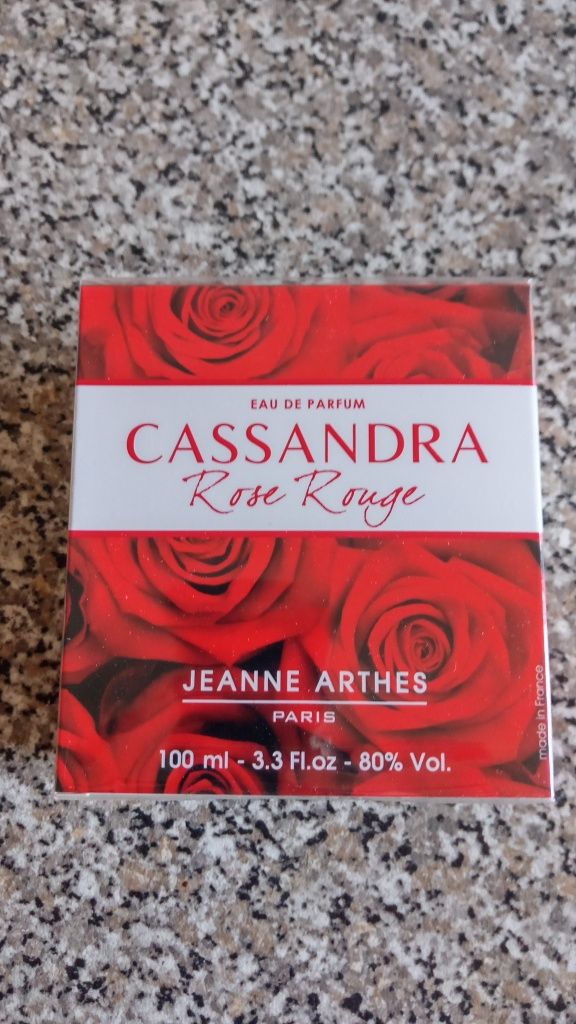 EAU DE PARFUM
CASSANDRA
Rose Rouge
JEANNE ARTHES
PARIS
100 ml - 3.3 Fl.oz - 80% Vol.
made in France